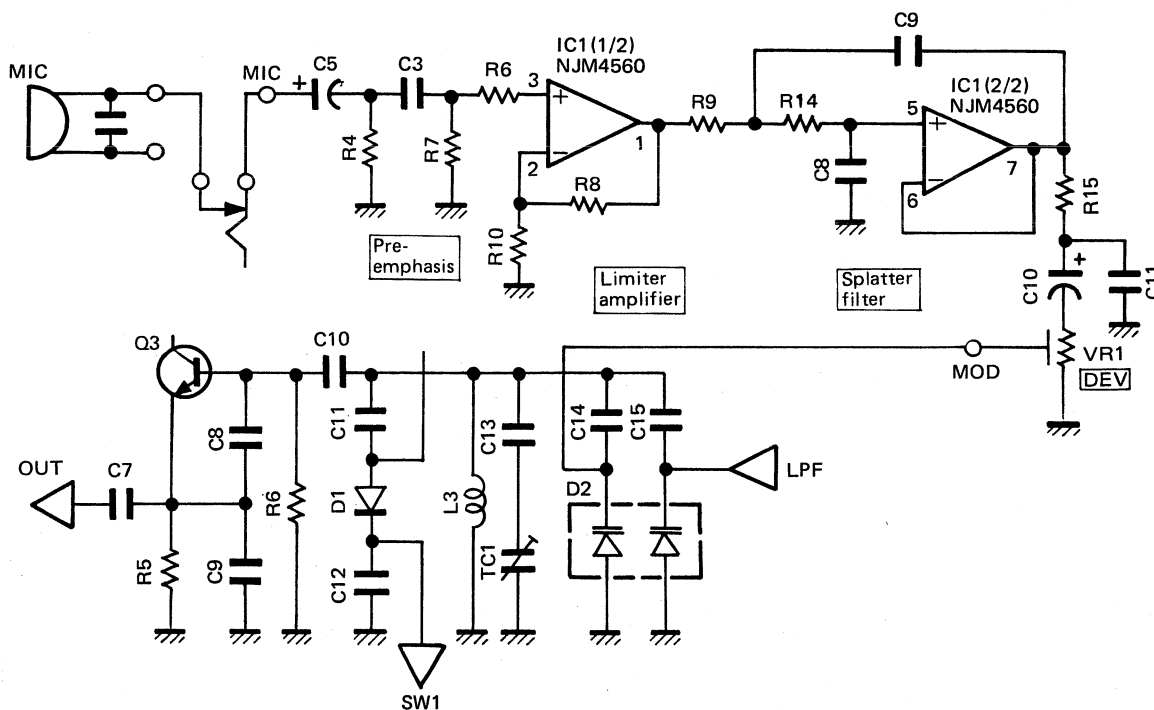 MIC
MIC
+
C5
C3
R6
R4
R7
3
+
IC1(1/2)
NJM4560
−
2
1
R8
R10
Pre-
emphasis
Limiter
amplifier
R9
R14
C9
C8
5
+
IC1(2/2)
NJM4560
−
6
7
R15
Splatter
filter
+
C10
C11
VR1
DEV
MOD
Q3
C10
C8
C11
C13
C14
C15
OUT
C7
R6
D1
L3
D2
LPF
R5
C9
C12
TC1
SW1